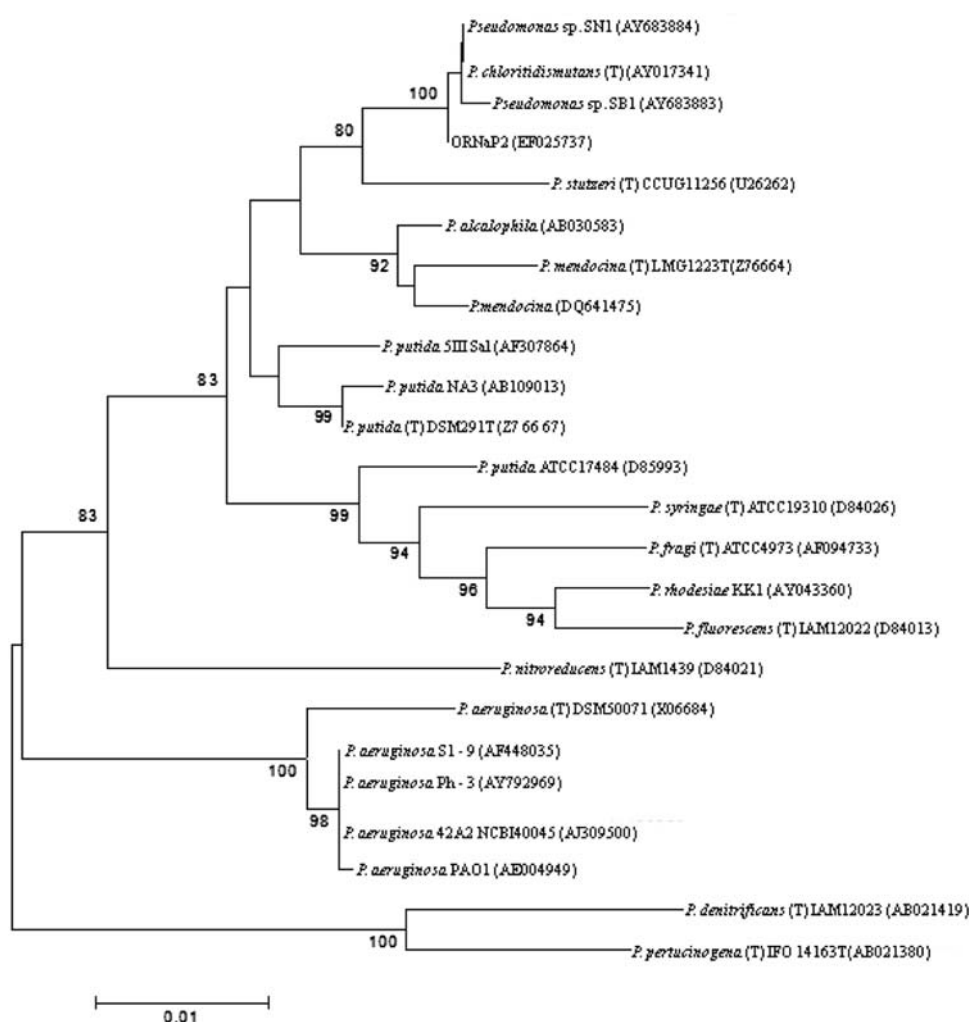 Pseudomonas sp. SN1 (AY683884)
P. chloritidismutans (T) (AY017341)
100
Pseudomonas sp. SB1 (AY683883)
80
ORNaP2 (EF025737)
P. stutzeri (T) CCUG11256 (U26262)
P. alcalophila (AB030583)
92
P. mendocina (T) LMG1223T(Z76664)
P.mendocina (DQ641475)
P. putida 5IIISal (AF307864)
83
P. putida NA3 (AB109013)
99
P. putida (T) DSM291T (Z7 66 67)
P. putida ATCC17484 (D85993)
83
99
P. syringae (T) ATCC19310 (D84026)
94
P. fragi (T) ATCC4973 (AF094733)
96
P. rhodesiae KK1 (AY043360)
94
P. fluorescens (T) IAM12022 (D84013)
P. nitroreducens (T) IAM1439 (D84021)
P. aeruginosa (T) DSM50071 (X06684)
P. aeruginosa S1 - 9 (AF448035)
100
P. aeruginosa Ph - 3 (AY792969)
98
P. aeruginosa 42A2 NCBI40045 (AJ309500)
P. aeruginosa PAO1 (AE004949)
P. denitrificans (T) IAM12023 (AB021419)
100
P. pertucinogena (T) IFO 14163T(AB021380)
0.01